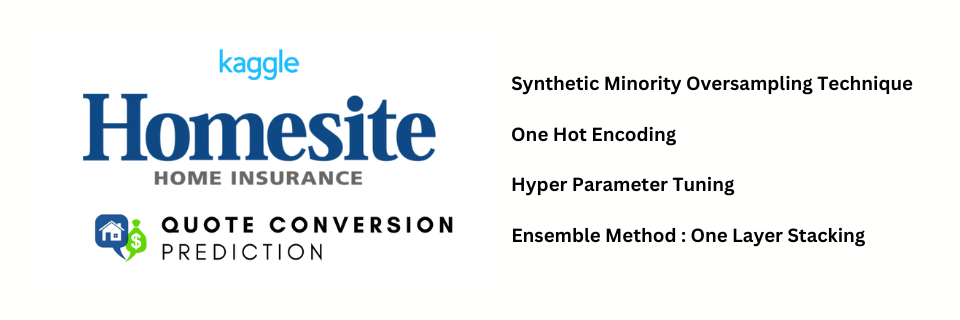 kaggle
Homesite
HOME INSURANCE
$
QUOTE CONVERSION
PREDICTION
Synthetic Minority Oversampling Technique
One Hot Encoding
Hyper Parameter Tuning
Ensemble Method : One Layer Stacking